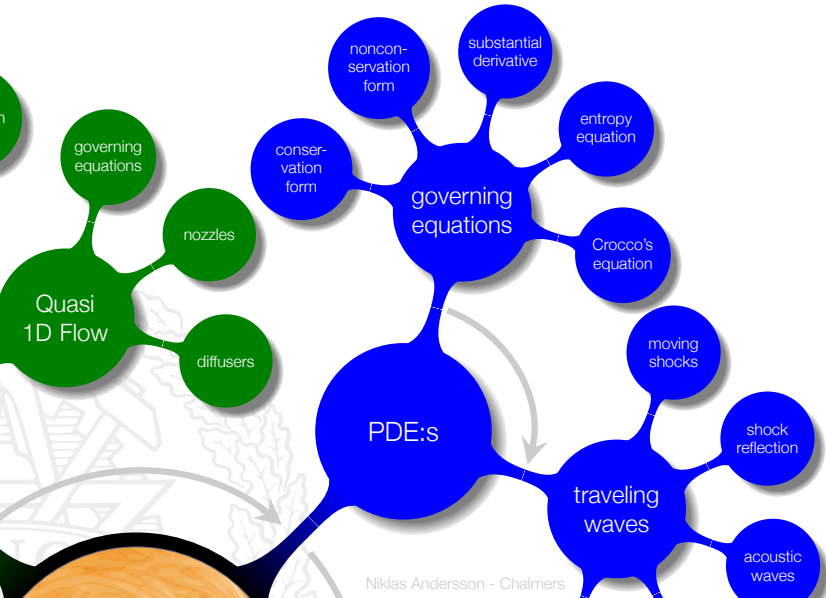 noncon-
servation
form
substantial
derivative
entropy
equation
conser-
vation
form
governing
equations
Crocco's
equation
governing
equations
nozzles
Quasi
1D Flow
diffusers
PDE:s
moving
shocks
shock
reflection
traveling
waves
acoustic
waves
Niklas Andersson - Chalmers